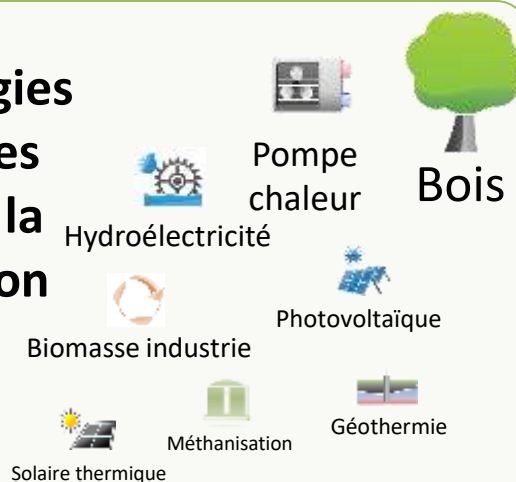 gies
es
la
on
Pompe
chaleur
Bois
Hydroélectricité
Photovoltaïque
Biomasse industrie
Géothermie
Méthanisation
Solaire thermique